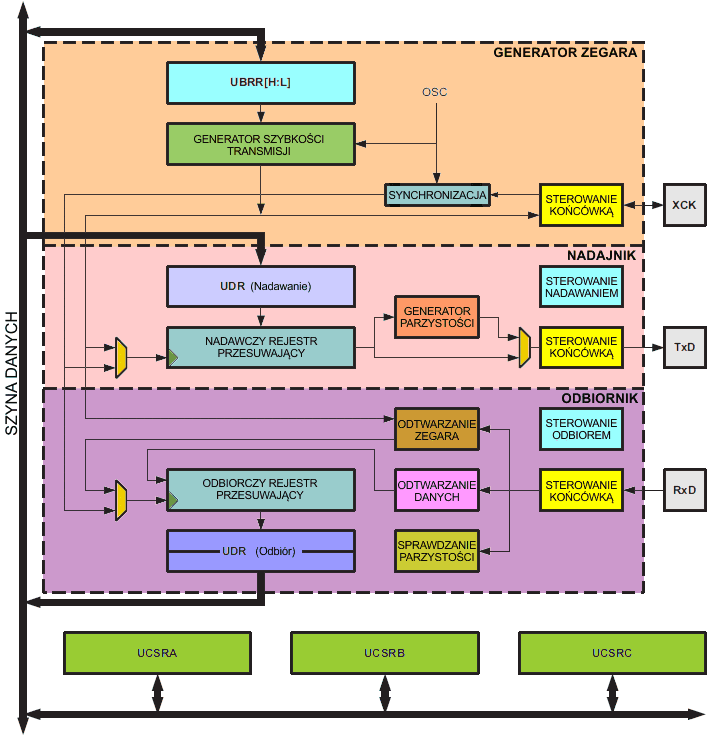 GENERATOR ZEGARA
UBRR[H:L]
OSC
GENERATOR SZYBKOŚCI
TRANSMISJI
SYNCHRONIZACJA
STEROWANIE
KOŃCÓWKĄ
XCK
NADAJNIK
UDR (Nadawanie)
STEROWANIE
NADAWANIEM
GENERATOR
PARZYSTOŚCI
NADAWCZY REJESTR
PRZESUWAJĄCY
STEROWANIE
KOŃCÓWKĄ
TxD
SZYNA DANYCH
ODBIORNIK
ODTWARZANIE
ZEGARA
STEROWANIE
ODBIOREM
ODBIORCZY REJESTR
PRZESUWAJĄCY
ODTWARZANIE
DANYCH
STEROWANIE
KOŃCÓWKĄ
RxD
UDR (Odbiór)
SPRAWDZANIE
PARZYSTOŚCI
UCSRA
UCSRB
UCSRC